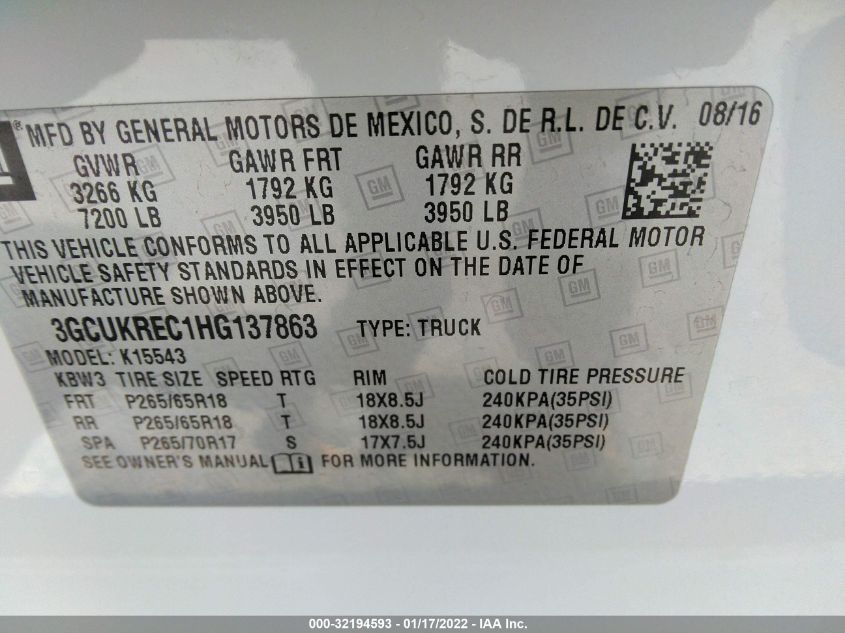 ® MFD BY GENERAL MOTORS DE MEXICO, S. DE R.L. DE C.V. 08/16
GVWR GAWR FRT GAWR RR
3266 KG 1792 KG 1792 KG
7200 LB 3950 LB 3950 LB
THIS VEHICLE CONFORMS TO ALL APPLICABLE U.S. FEDERAL MOTOR
VEHICLE SAFETY STANDARDS IN EFFECT ON THE DATE OF
MANUFACTURE SHOWN ABOVE.
3GCUKREC1HG137863 TYPE: TRUCK
MODEL: K15543
KBW3 TIRE SIZE SPEED RTG RIM COLD TIRE PRESSURE
FRT P265/65R18 T 18X8.5J 240KPA(35PSI)
RR P265/65R18 T 18X8.5J 240KPA(35PSI)
SPA P265/70R17 S 17X7.5J 240KPA(35PSI)
SEE OWNER'S MANUAL FOR MORE INFORMATION.
000-32194593 - 01/17/2022 - IAA Inc.